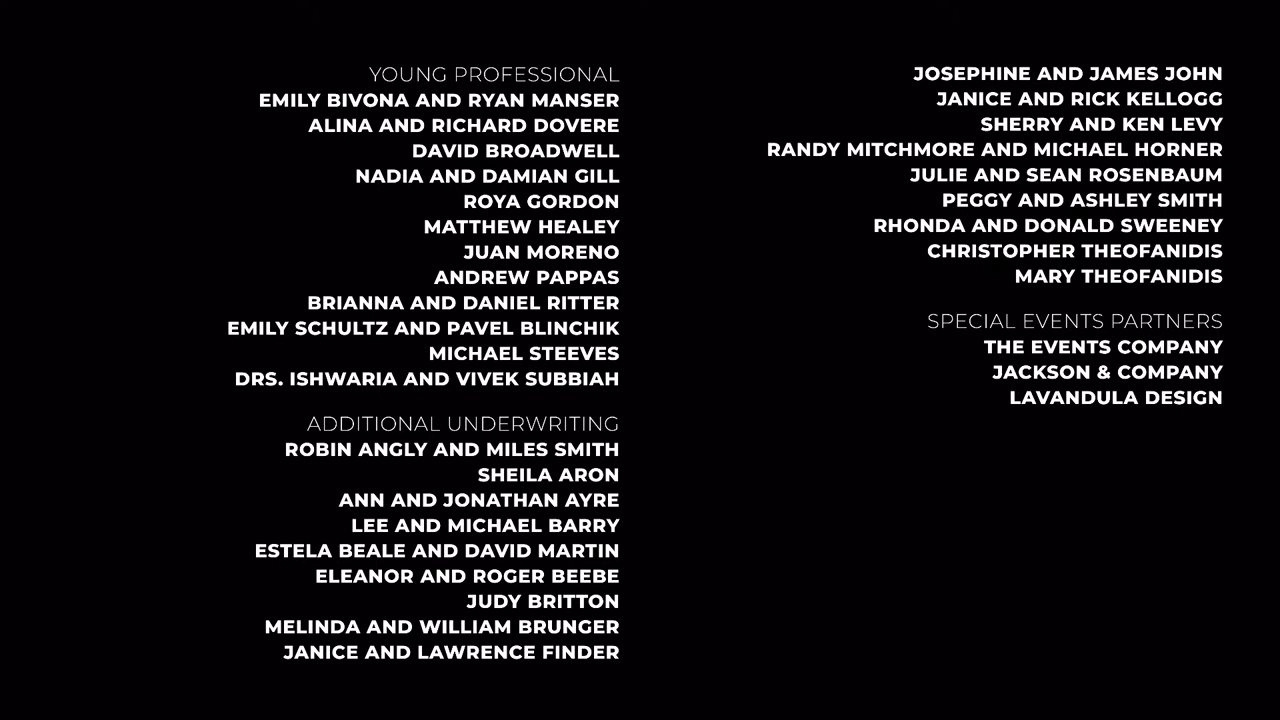 YOUNG PROFESSIONAL
EMILY BIVONA AND RYAN MANSER
ALINA AND RICHARD DOVERE
DAVID BROADWELL
NADIA AND DAMIAN GILL
ROYA GORDON
MATTHEW HEALEY
JUAN MORENO
ANDREW PAPPAS
BRIANNA AND DANIEL RITTER
EMILY SCHULTZ AND PAVEL BLINCHIK
MICHAEL STEEVES
DRS. ISHWARIA AND VIVEK SUBBIAH
ADDITIONAL UNDERWRITING
ROBIN ANGLY AND MILES SMITH
SHEILA ARON
ANN AND JONATHAN AYRE
LEE AND MICHAEL BARRY
ESTELA BEALE AND DAVID MARTIN
ELEANOR AND ROGER BEEBE
JUDY BRITTON
MELINDA AND WILLIAM BRUNGER
JANICE AND LAWRENCE FINDER
JOSEPHINE AND JAMES JOHN
JANICE AND RICK KELLOGG
SHERRY AND KEN LEVY
RANDY MITCHMORE AND MICHAEL HORNER
JULIE AND SEAN ROSENBAUM
PEGGY AND ASHLEY SMITH
RHONDA AND DONALD SWEENEY
CHRISTOPHER THEOFANIDIS
MARY THEOFANIDIS
SPECIAL EVENTS PARTNERS
THE EVENTS COMPANY
JACKSON & COMPANY
LAVANDULA DESIGN